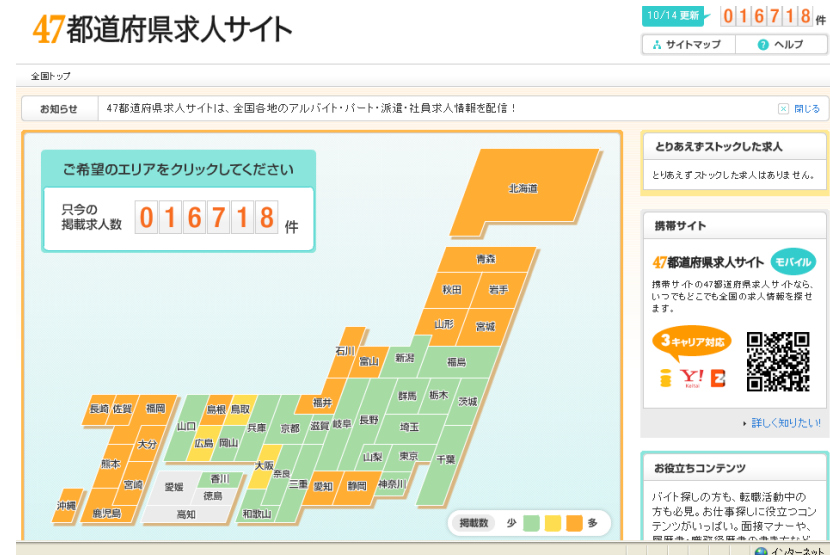 47都道府県求人サイト
10/14 更新
016718件
サイトマップ
ヘルプ
全国トップ
お知らせ
47都道府県求人サイトは、全国各地のアルバイト・パート・派遣・社員求人情報を配信！
閉じる
ご希望のエリアをクリックしてください
只今の
掲載求人数
016718件
北海道
青森
秋田 岩手
山形 宮城
石川 富山 新潟 福島
福井 群馬 栃木 茨城
長崎 佐賀 福岡 山口 島根 鳥取 兵庫 京都 滋賀 岐阜 長野 埼玉
大分 広島 岡山 山梨 東京 千葉
熊本 大阪 奈良
宮崎 愛媛 香川 三重 愛知 静岡 神奈川
徳島
沖縄 鹿児島 高知 和歌山
掲載数 少 多
とりあえずストックした求人
とりあえずストックした求人はありません。
携帯サイト
47都道府県求人サイト モバイル
携帯サイトの47都道府県求人サイトなら、
いつでもどこでも全国の求人情報を探せ
ます。
3キャリア対応
Y!
詳しく知りたい!
お役立ちコンテンツ
バイト探しの方も、転職活動中の
方も必見。お仕事探しに役立つコン
テンツがいっぱい。面接マナーや、
インターネット